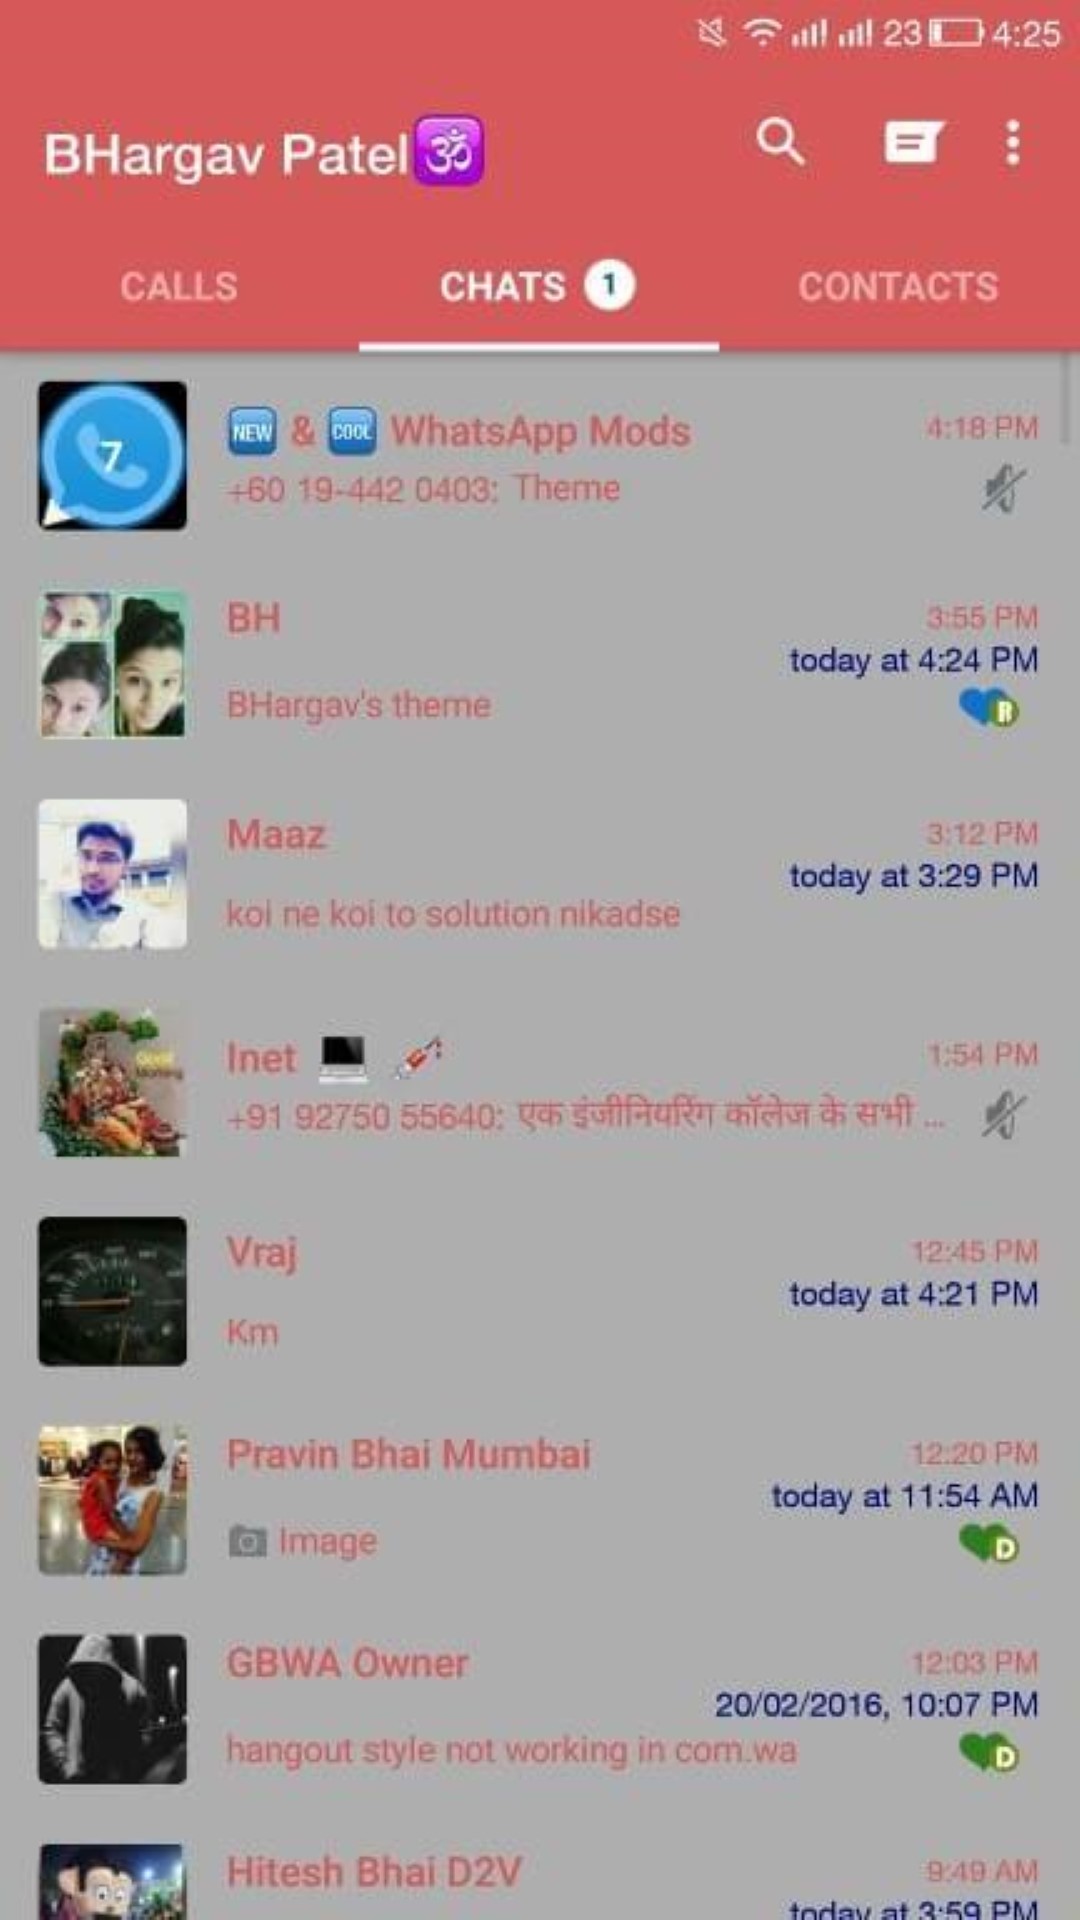 23 4:25
BHargav Patel🕉
CALLS CHATS 1 CONTACTS
🆕 & 🆒 WhatsApp Mods 4:18 PM
7
+60 19-442 0403: Theme
BH 3:55 PM
today at 4:24 PM
BHargav's theme R
Maaz 3:12 PM
today at 3:29 PM
koi ne koi to solution nikadse
Inet 💻 💉 1:54 PM
+91 92750 55640: एक इंजीनियरिंग कॉलेज के सभी ...
Vraj 12:45 PM
today at 4:21 PM
Km
Pravin Bhai Mumbai 12:20 PM
today at 11:54 AM
Image D
GBWA Owner 12:03 PM
20/02/2016, 10:07 PM
hangout style not working in com.wa D
Hitesh Bhai D2V 9:49 AM
today at 3:59 PM